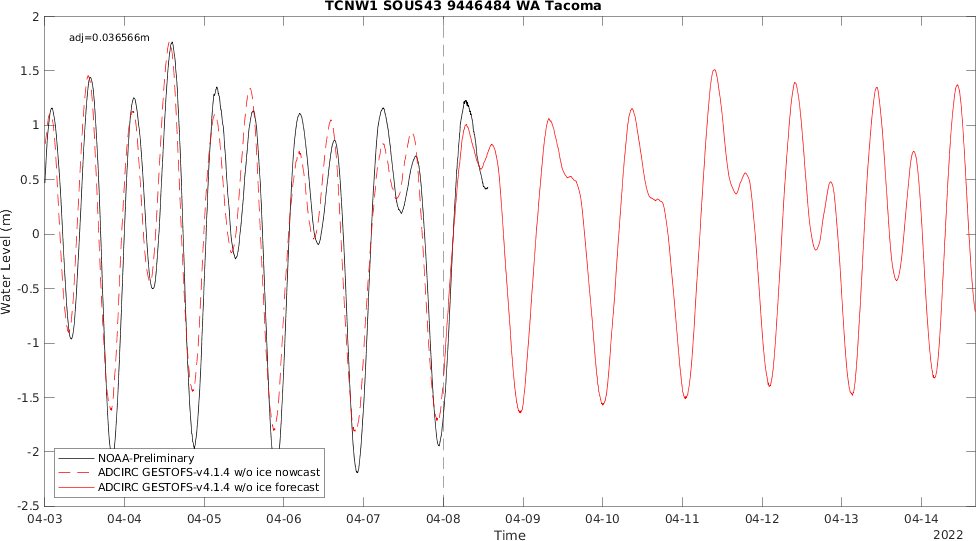 TCNW1 SOUS43 9446484 WA Tacoma
adj=0.036566m
2
1.5
1
0.5
0
-0.5
-1
-1.5
-2
-2.5
Water Level (m)
NOAA-Preliminary
ADCIRC GESTOFS-v4.1.4 w/o ice nowcast
ADCIRC GESTOFS-v4.1.4 w/o ice forecast
04-03 04-04 04-05 04-06 04-07 04-08 04-09 04-10 04-11 04-12 04-13 04-14
Time
2022